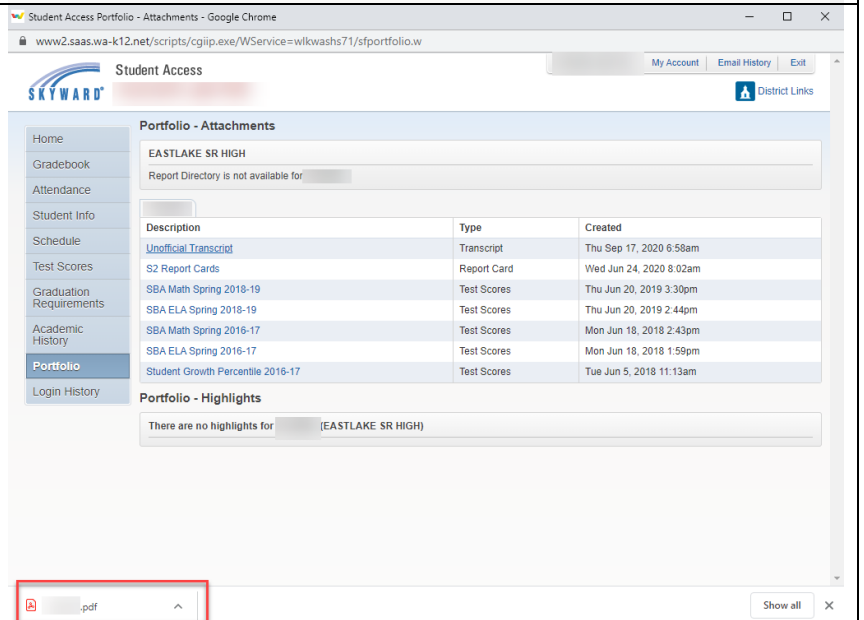 Student Access Portfolio - Attachments - Google Chrome
www2.saas.wa-k12.net/scripts/cgiip.exe/WService=wlkwashs71/sfportfolio.w
SKYWARD®
Student Access
My Account
Email History
Exit
District Links
Home
Gradebook
Attendance
Student Info
Schedule
Test Scores
Graduation
Requirements
Academic
History
Portfolio
Login History
Portfolio - Attachments
EASTLAKE SR HIGH
Report Directory is not available for
Description Type Created
Unofficial Transcript Transcript Thu Sep 17, 2020 6:58am
S2 Report Cards Report Card Wed Jun 24, 2020 8:02am
SBA Math Spring 2018-19 Test Scores Thu Jun 20, 2019 3:30pm
SBA ELA Spring 2018-19 Test Scores Thu Jun 20, 2019 2:44pm
SBA Math Spring 2016-17 Test Scores Mon Jun 18, 2018 2:43pm
SBA ELA Spring 2016-17 Test Scores Mon Jun 18, 2018 1:59pm
Student Growth Percentile 2016-17 Test Scores Tue Jun 5, 2018 11:13am
Portfolio - Highlights
There are no highlights for (EASTLAKE SR HIGH)
.pdf
Show all